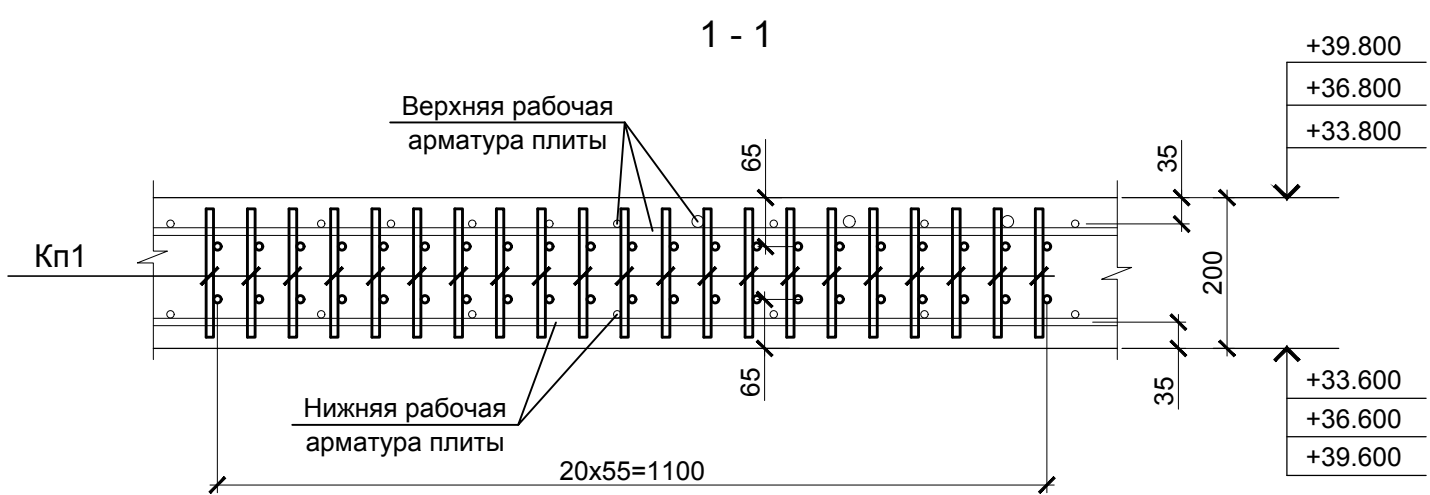 1 - 1
+39.800
+36.800
+33.800
Верхняя рабочая
арматура плиты
65
35
Кп1
200
65
35
Нижняя рабочая
арматура плиты
+33.600
+36.600
+39.600
20x55=1100